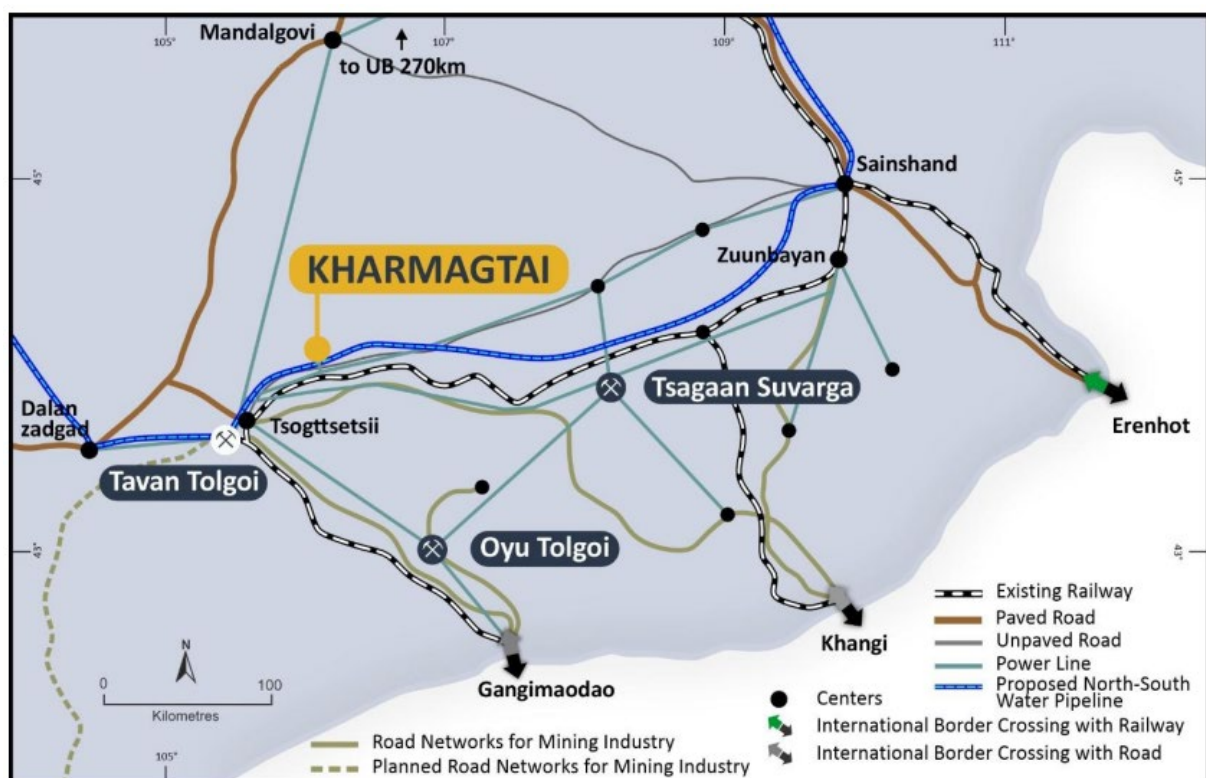 105°
107°
109°
111°
Mandalgovi
to UB 270km
45°
45°
Sainshand
Zuunbayan
KHARMAGTAI
Tsagaan Suvarga
Erenhot
Dalan
zadgad
Tsogttsetsii
Tavan Tolgoi
Oyu Tolgoi
43°
43°
Khangi
Gangimaodao
N
0 100
Kilometres
105°
Existing Railway
Paved Road
Unpaved Road
Power Line
Proposed North-South
Water Pipeline
Centers
International Border Crossing with Railway
International Border Crossing with Road
Road Networks for Mining Industry
Planned Road Networks for Mining Industry